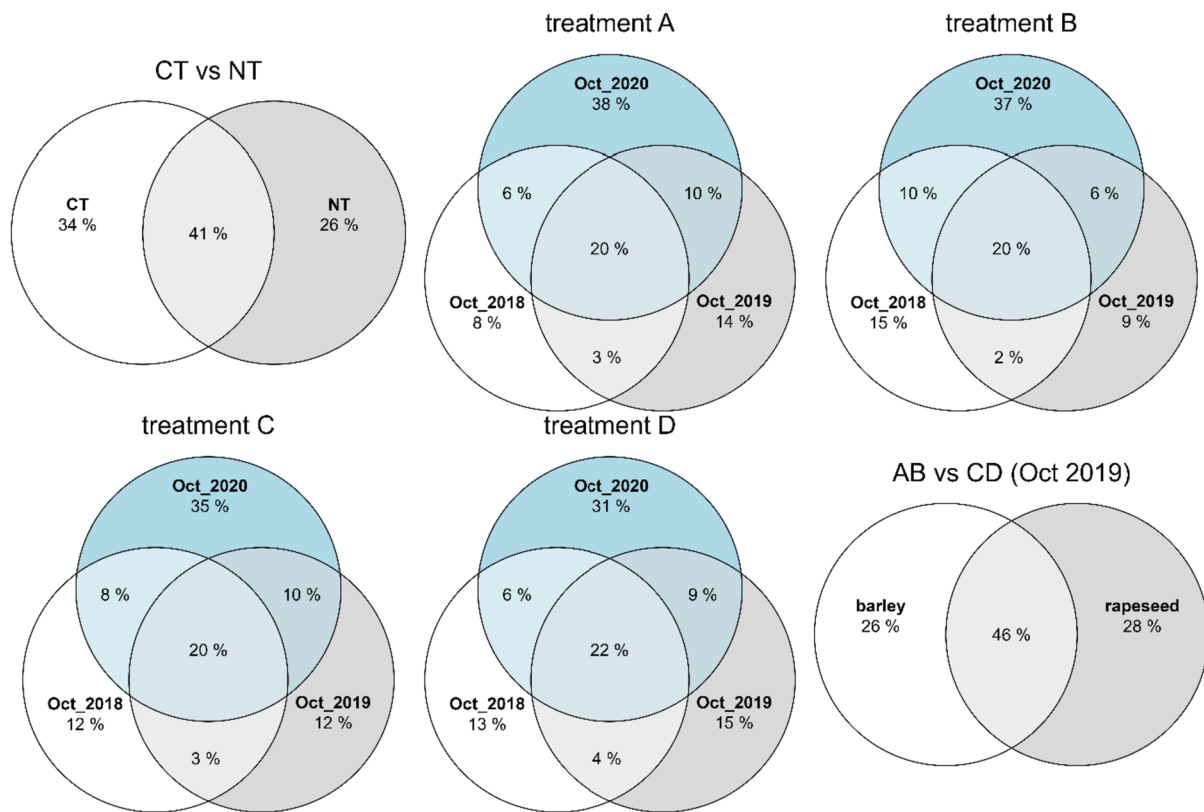 CT vs NT
CT
34 %
41 %
NT
26 %
treatment A
Oct_2020
38 %
6 %
10 %
20 %
Oct_2018
8 %
Oct_2019
14 %
3 %
treatment B
Oct_2020
37 %
10 %
6 %
20 %
Oct_2018
15 %
Oct_2019
9 %
2 %
treatment C
Oct_2020
35 %
8 %
10 %
20 %
Oct_2018
12 %
Oct_2019
12 %
3 %
treatment D
Oct_2020
31 %
6 %
9 %
22 %
Oct_2018
13 %
Oct_2019
15 %
4 %
AB vs CD (Oct 2019)
barley
26 %
46 %
rapeseed
28 %